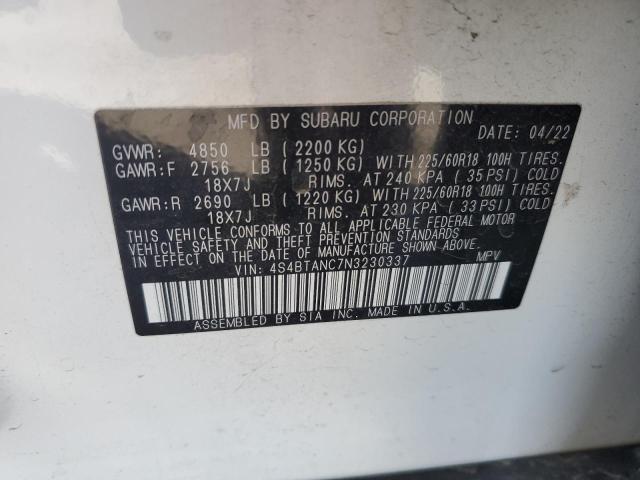 MFD BY SUBARU CORPORATION
DATE: 04/22
GVWR: 4850 LB (2200 KG)
GAWR:F 2756 LB (1250 KG) WITH 225/60R18 100H TIRES.
18X7J RIMS. AT 240 KPA ( 35 PSI) COLD
GAWR:R 2690 LB (1220 KG) WITH 225/60R18 100H TIRES.
18X7J RIMS. AT 230 KPA ( 33 PSI) COLD
THIS VEHICLE CONFORMS TO ALL APPLICABLE FEDERAL MOTOR
VEHICLE SAFETY AND THEFT PREVENTION STANDARDS
IN EFFECT ON THE DATE OF MANUFACTURE SHOWN ABOVE.
VIN: 4S4BTANC7N3230337 MPV
ASSEMBLED BY SIA INC. MADE IN U.S.A.